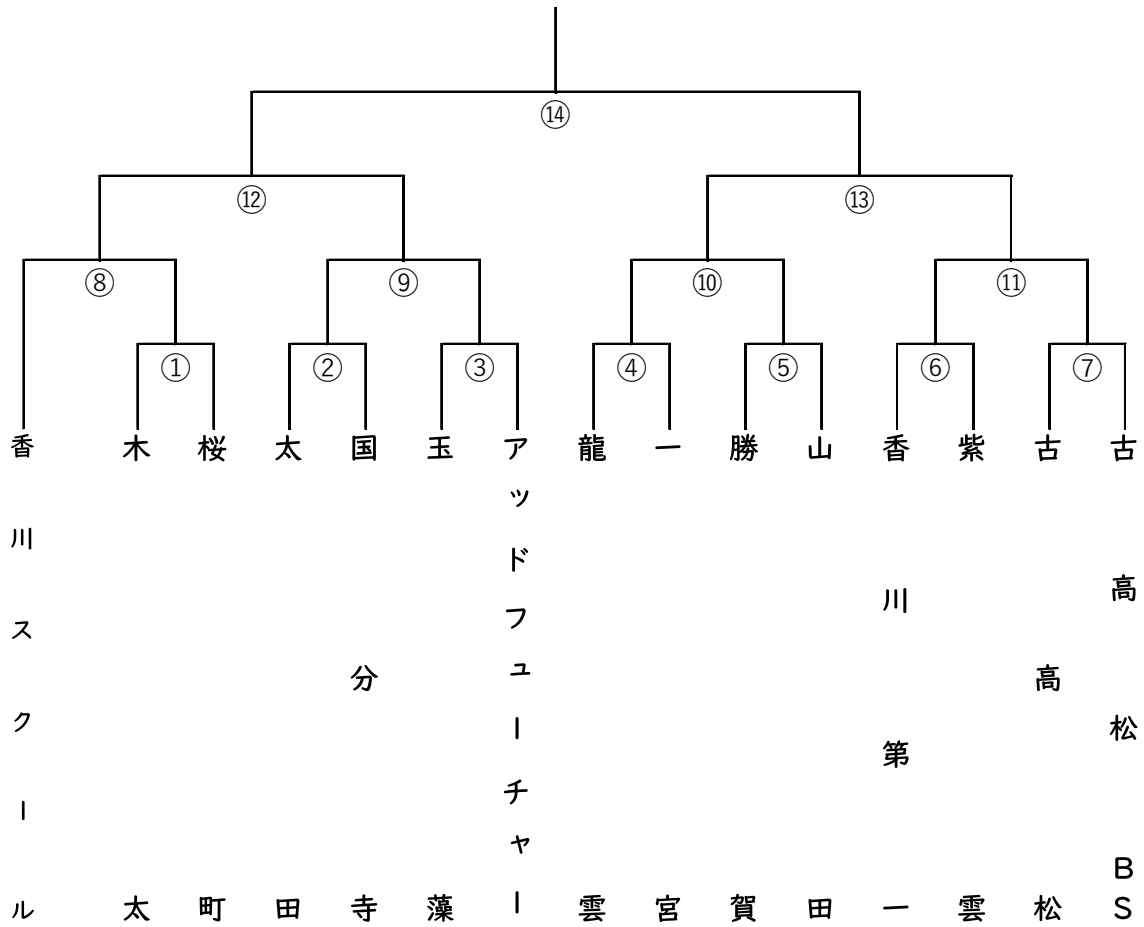 ⑭
⑫
⑬
⑧
⑨
⑩
⑪
①
②
③
④
⑤
⑥
⑦
香川スクール
木太
桜町
太田
国分寺
玉藻
アッドフューチャー
龍雲
一宮
勝賀
山田
香川第一
紫雲
古高松
古高松BS